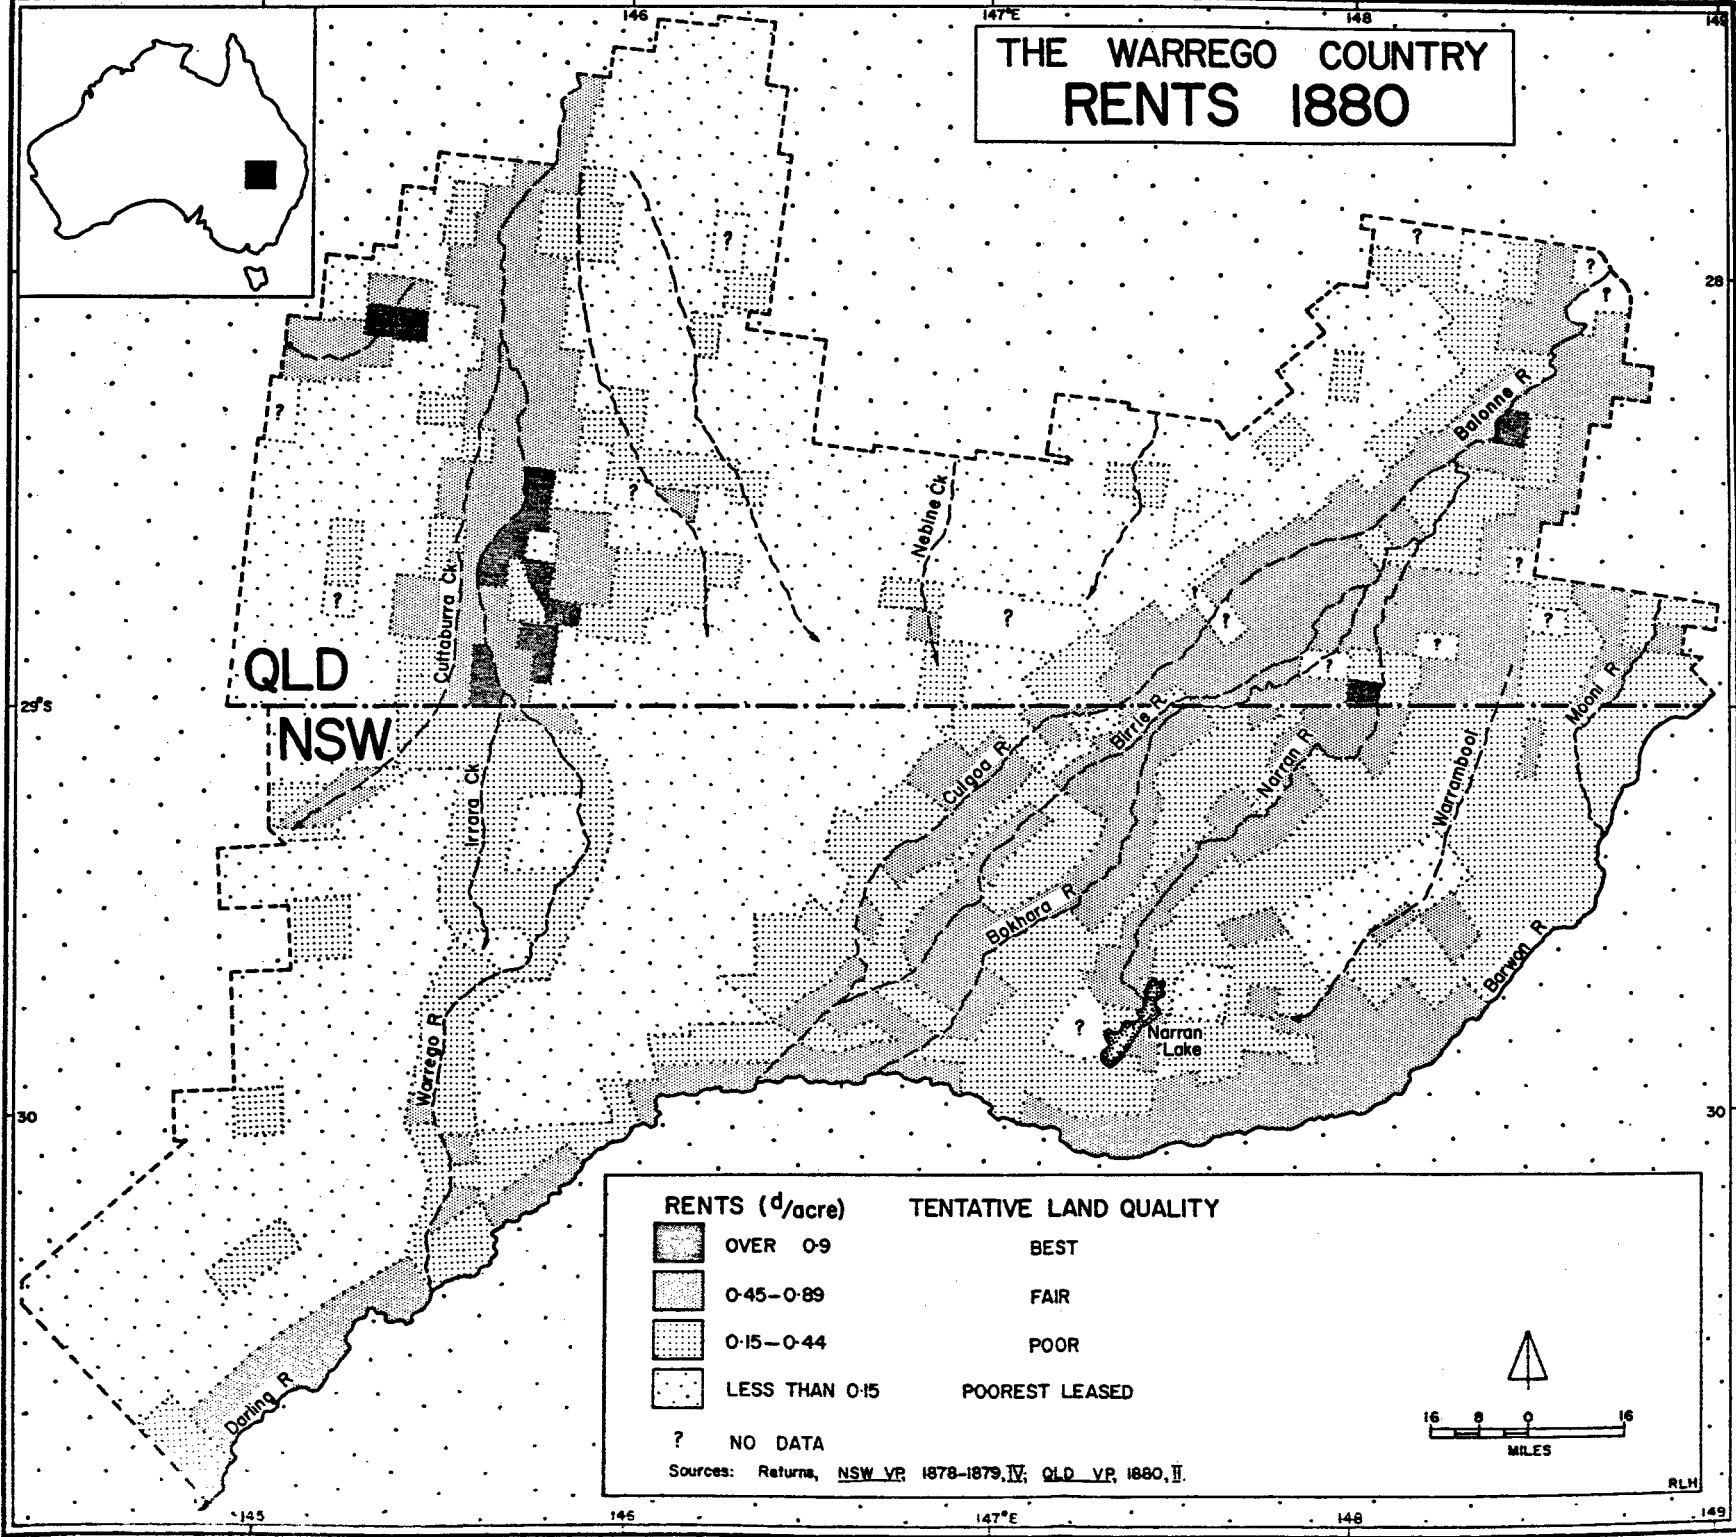 146
147°E
148
149
THE WARREGO COUNTRY
RENTS 1880
?
?
?
?
28
28
Balonne R
?
?
Nebine Ck
?
Cuttaburra Ck
?
?
?
?
?
?
?
QLD
29°S
NSW
Mooni R
Birrie R
Culgoa R
Narran R
Warrambool
Irrara Ck
Bokhara R
Barwon R
?
Narran
Lake
Warrego R
30
30
Darling R
RENTS (d/acre) TENTATIVE LAND QUALITY
OVER 0·9 BEST
0·45–0·89 FAIR
0·15–0·44 POOR
LESS THAN 0·15 POOREST LEASED
? NO DATA
Sources: Returns, NSW VP, 1878–1879, IV; QLD VP, 1880, II.
16 8 0 16
MILES
RLH
145
146
147°E
148
149